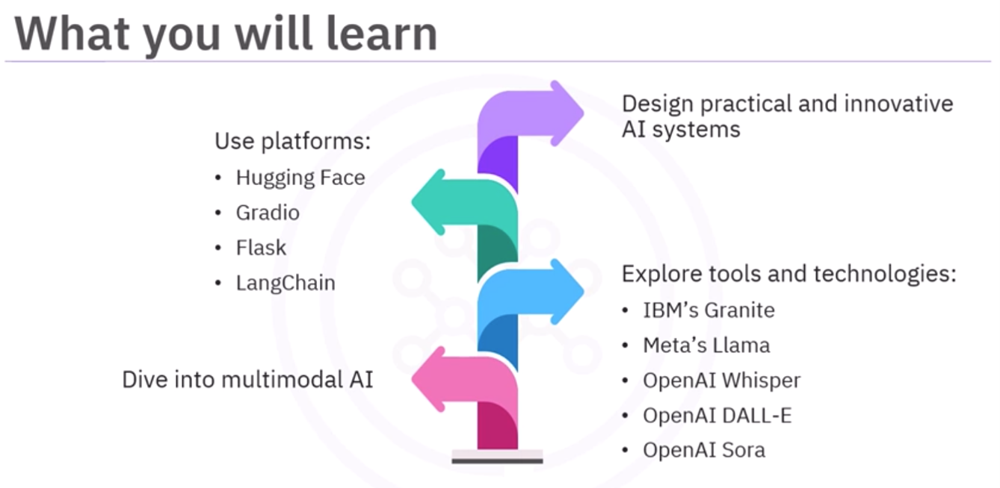 What you will learn
Design practical and innovative
AI systems
Use platforms:
• Hugging Face
• Gradio
• Flask
• LangChain
Explore tools and technologies:
• IBM’s Granite
• Meta’s Llama
• OpenAI Whisper
• OpenAI DALL-E
• OpenAI Sora
Dive into multimodal AI